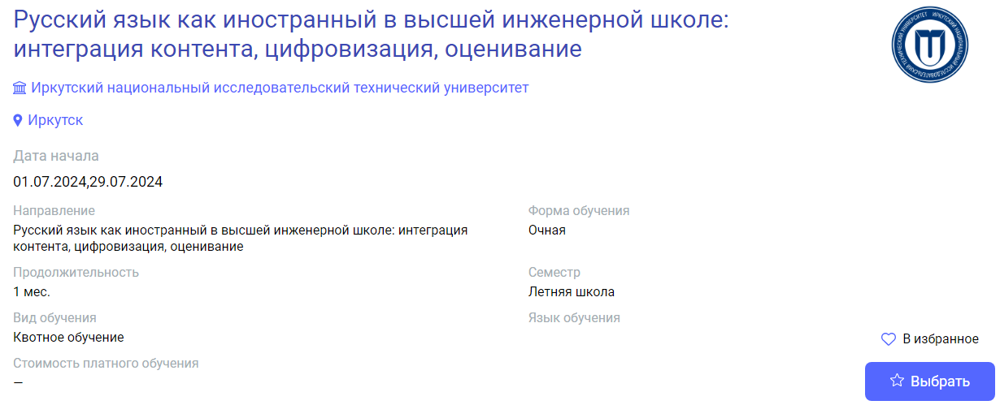 Русский язык как иностранный в высшей инженерной школе:
интеграция контента, цифровизация, оценивание
ИРКУТСКИЙ НАЦИОНАЛЬНЫЙ ИССЛЕДОВАТЕЛЬСКИЙ ТЕХНИЧЕСКИЙ УНИВЕРСИТЕТ
Иркутский национальный исследовательский технический университет
Иркутск
Дата начала
01.07.2024,29.07.2024
Направление
Русский язык как иностранный в высшей инженерной школе: интеграция
контента, цифровизация, оценивание
Форма обучения
Очная
Продолжительность
1 мес.
Семестр
Летняя школа
Вид обучения
Квотное обучение
Язык обучения
Стоимость платного обучения
—
В избранное
Выбрать